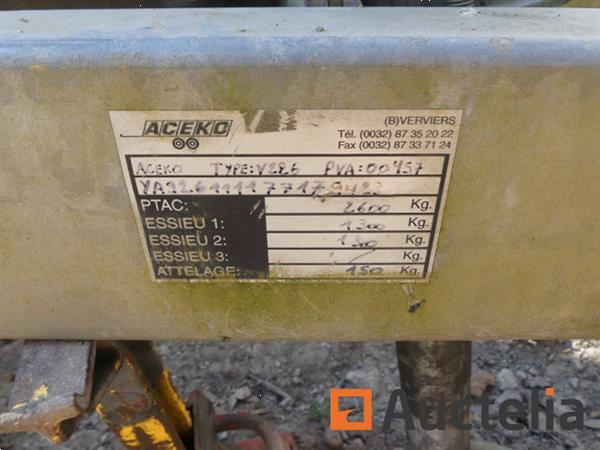 ACEKO
(B)VERVIERS
Tél. (0032) 87 35 20 22
Fax (0032) 87 33 71 24
ACEKO TYPE:V226 PVA:00457
PTAC: 2600 Kg.
ESSIEU 1: 1300 Kg.
ESSIEU 2: 1300 Kg.
ESSIEU 3: Kg.
ATTELAGE: 150 Kg.
Auctelia